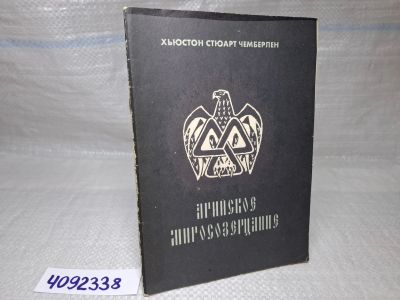 ХЬЮСТОН СТЮАРТ ЧЕМБЕРЛЕН
АРИЙСКОЕ
МИРОСОЗЕРЦАНИЕ
4092338